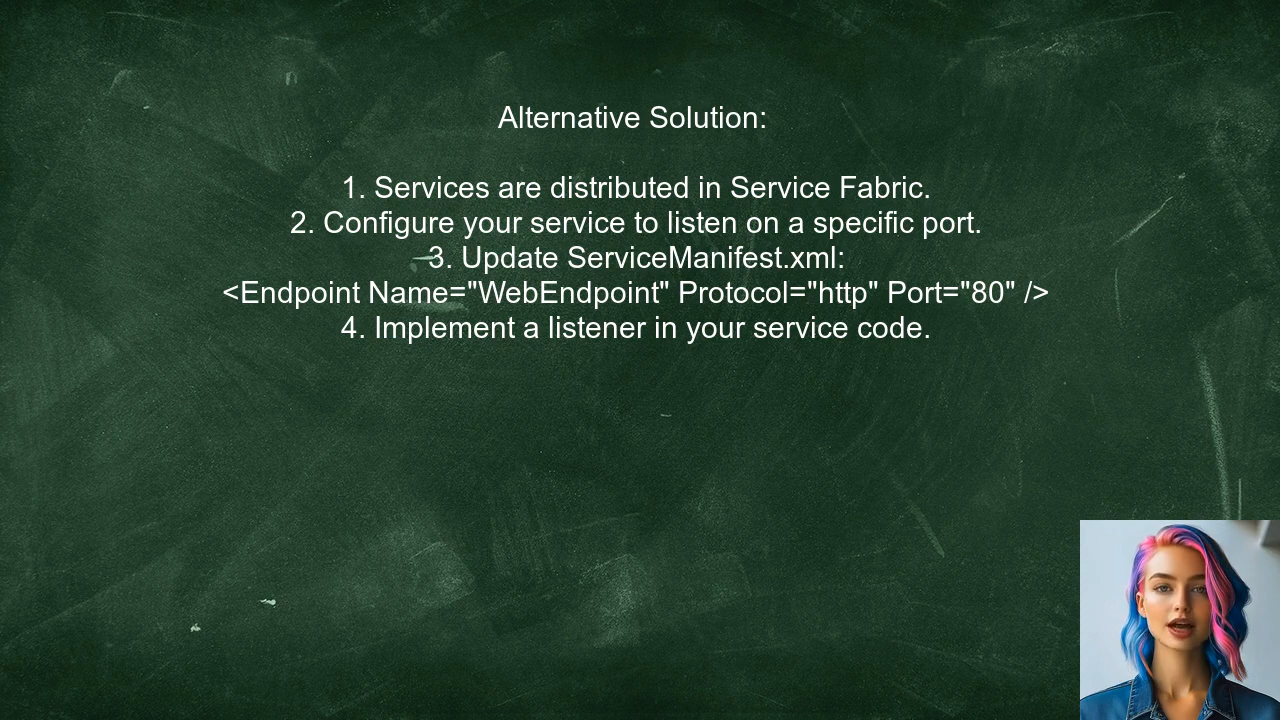 Alternative Solution:
1. Services are distributed in Service Fabric.
2. Configure your service to listen on a specific port.
3. Update ServiceManifest.xml:
<Endpoint Name="WebEndpoint" Protocol="http" Port="80" />
4. Implement a listener in your service code.